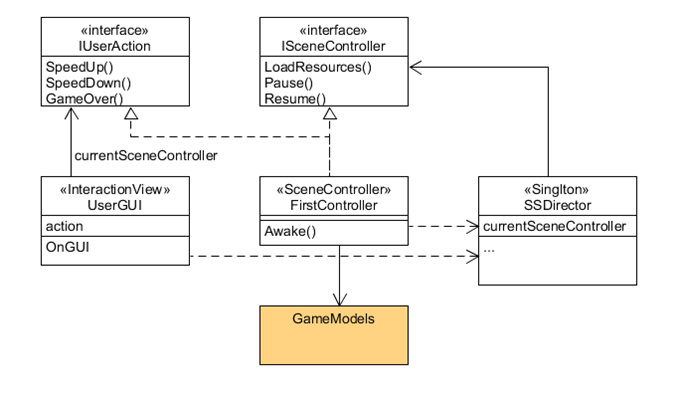 «interface»
IUserAction
SpeedUp()
SpeedDown()
GameOver()
«interface»
ISceneController
LoadResources()
Pause()
Resume()
currentSceneController
«InteractionView»
UserGUI
action
OnGUI
«SceneController»
FirstController
Awake()
«Singlton»
SSDirector
currentSceneController
...
GameModels